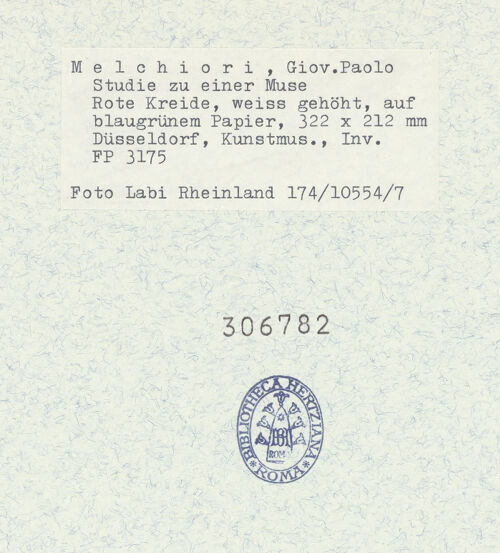 M e l c h i o r i , Giov.Paolo
Studie zu einer Muse
Rote Kreide, weiss gehöht, auf
blaugrünem Papier, 322 x 212 mm
Düsseldorf, Kunstmus., Inv.
FP 3175
Foto Labi Rheinland 174/10554/7
306782
BIBLIOTHECA HERTZIANA
ROM
*ROMA*